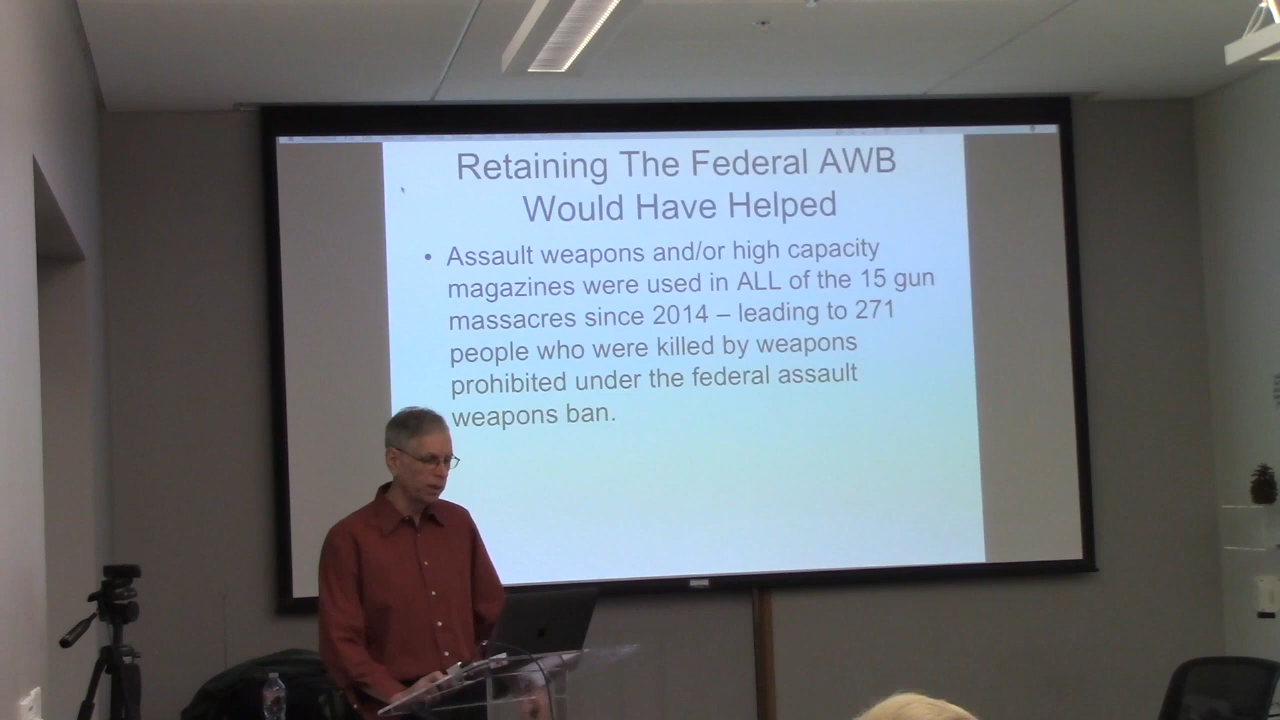 Retaining The Federal AWB
Would Have Helped
• Assault weapons and/or high capacity
magazines were used in ALL of the 15 gun
massacres since 2014 – leading to 271
people who were killed by weapons
prohibited under the federal assault
weapons ban.